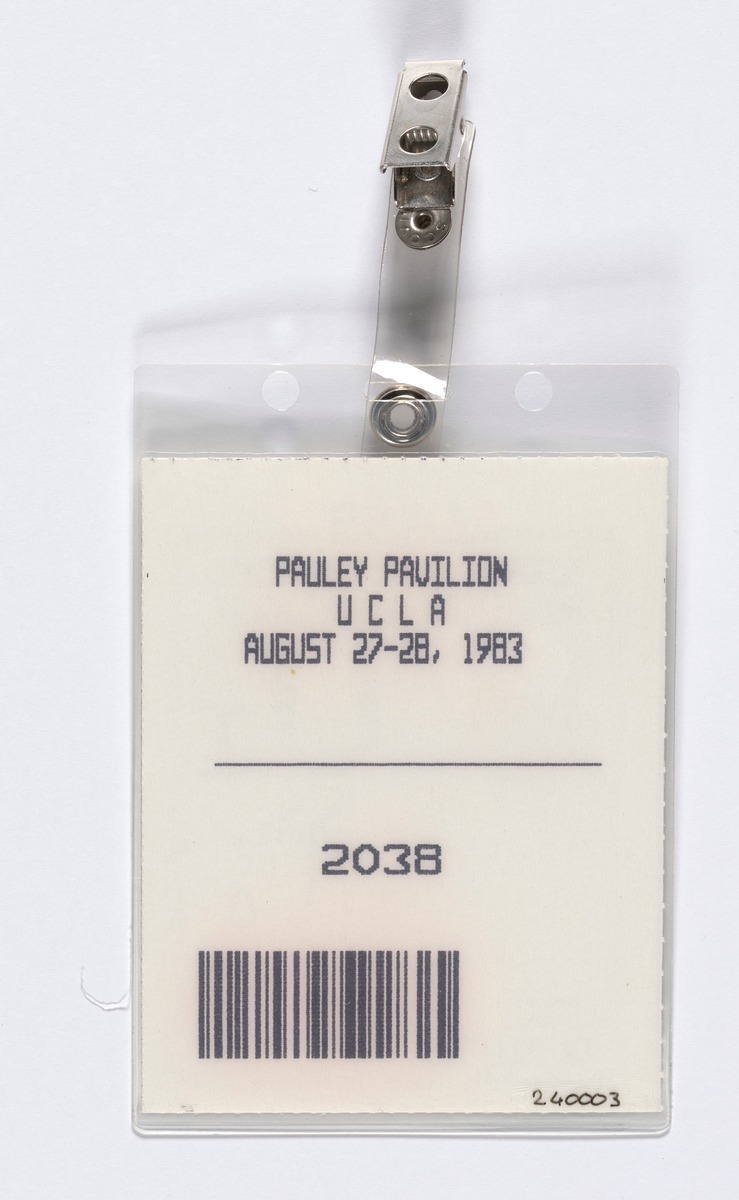 PAULEY PAVILION
U C L A
AUGUST 27-28, 1983
2038
240003